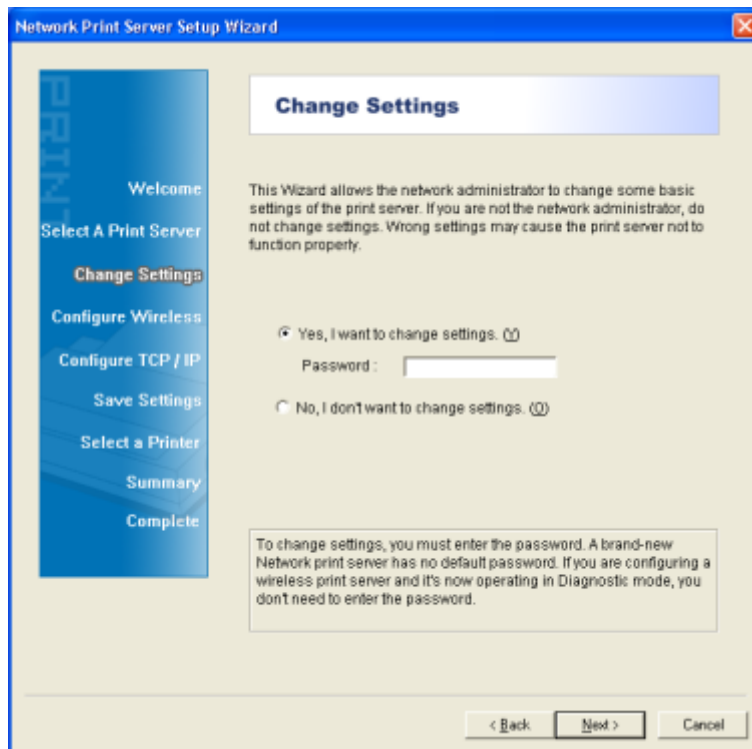 Network Print Server Setup Wizard
PRINT
Welcome
Select A Print Server
Change Settings
Configure Wireless
Configure TCP / IP
Save Settings
Select a Printer
Summary
Complete
Change Settings
This Wizard allows the network administrator to change some basic
settings of the print server. If you are not the network administrator, do
not change settings. Wrong settings may cause the print server not to
function properly.
Yes, I want to change settings. (Y)
Password :
No, I don't want to change settings. (O)
To change settings, you must enter the password. A brand-new
Network print server has no default password. If you are configuring a
wireless print server and it's now operating in Diagnostic mode, you
don't need to enter the password.
< Back
Next >
Cancel